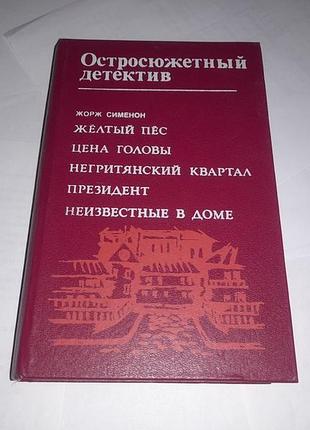 Остросюжетный
детектив
ЖОРЖ СИМЕНОН
ЖЁЛТЫЙ ПЁС
ЦЕНА ГОЛОВЫ
НЕГРИТЯНСКИЙ КВАРТАЛ
ПРЕЗИДЕНТ
НЕИЗВЕСТНЫЕ В ДОМЕ